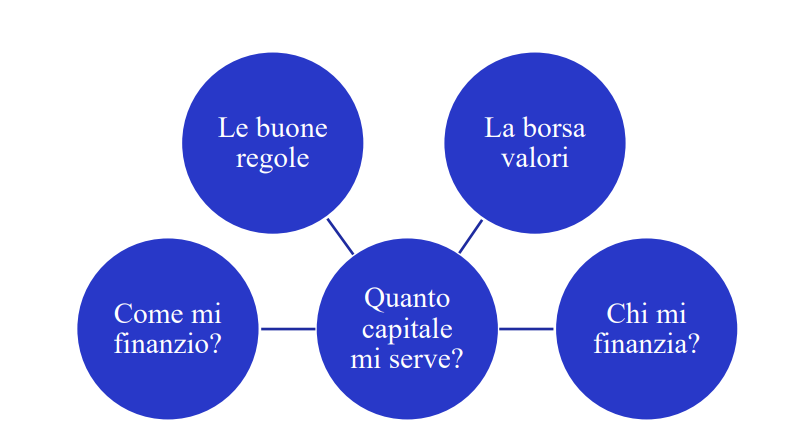 Le buone
regole
La borsa
valori
Come mi
finanzio?
Quanto
capitale
mi serve?
Chi mi
finanzia?